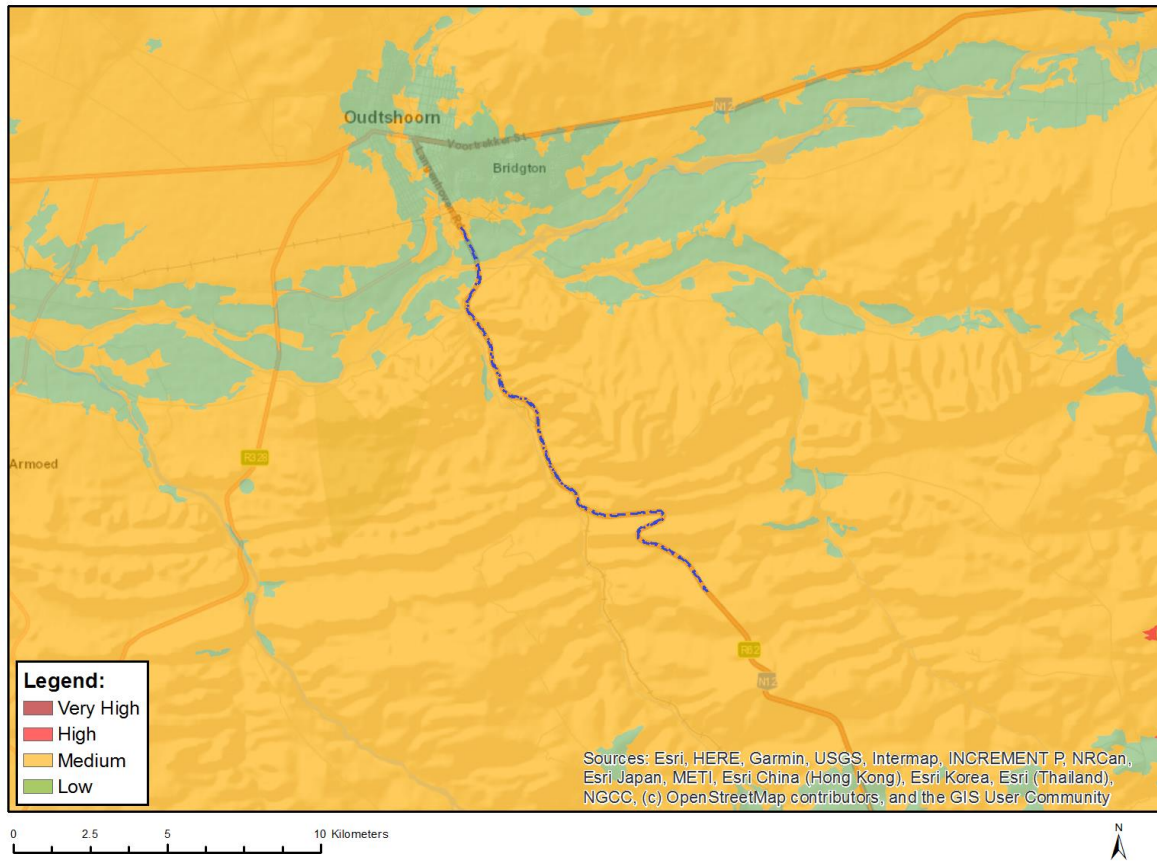 Oudtshoorn
N12
Voortrekker St.
Bridgton
Langenhoven R
R328
Armoed
R62
N12
Legend:
Very High
High
Medium
Low
Sources: Esri, HERE, Garmin, USGS, Intermap, INCREMENT P, NRCan,
Esri Japan, METI, Esri China (Hong Kong), Esri Korea, Esri (Thailand),
NGCC, (c) OpenStreetMap contributors, and the GIS User Community
0 2.5 5 10 Kilometers
N